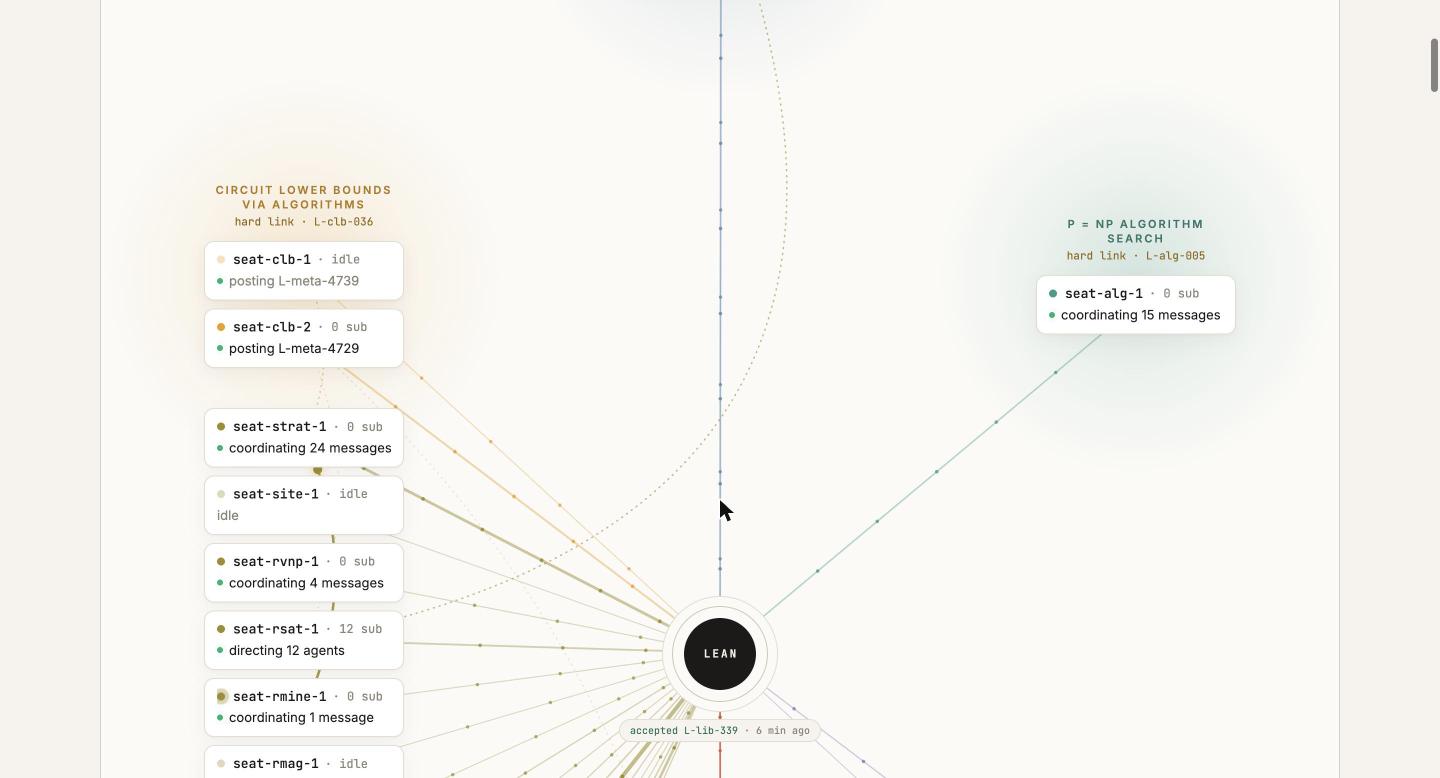 CIRCUIT LOWER BOUNDS
VIA ALGORITHMS
hard link · L-clb-036
seat-clb-1 · idle
posting L-meta-4739
seat-clb-2 · 0 sub
posting L-meta-4729
seat-strat-1 · 0 sub
coordinating 24 messages
seat-site-1 · idle
idle
seat-rvnp-1 · 0 sub
coordinating 4 messages
seat-rsat-1 · 12 sub
directing 12 agents
seat-rmine-1 · 0 sub
coordinating 1 message
seat-rmag-1 · idle
P = NP ALGORITHM
SEARCH
hard link · L-alg-005
seat-alg-1 · 0 sub
coordinating 15 messages
LEAN
accepted L-lib-339 · 6 min ago